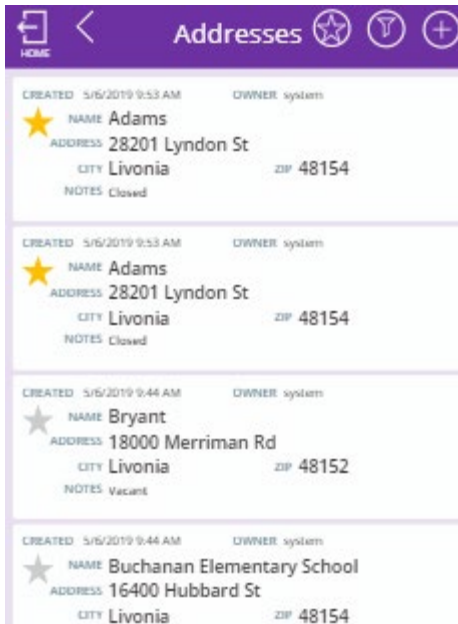 HOME
Addresses
CREATED 5/6/2019 9:53 AM OWNER system
NAME Adams
ADDRESS 28201 Lyndon St
CITY Livonia ZIP 48154
NOTES Closed
CREATED 5/6/2019 9:53 AM OWNER system
NAME Adams
ADDRESS 28201 Lyndon St
CITY Livonia ZIP 48154
NOTES Closed
CREATED 5/6/2019 9:44 AM OWNER system
NAME Bryant
ADDRESS 18000 Merriman Rd
CITY Livonia ZIP 48152
NOTES Vacant
CREATED 5/6/2019 9:44 AM OWNER system
NAME Buchanan Elementary School
ADDRESS 16400 Hubbard St
CITY Livonia ZIP 48154